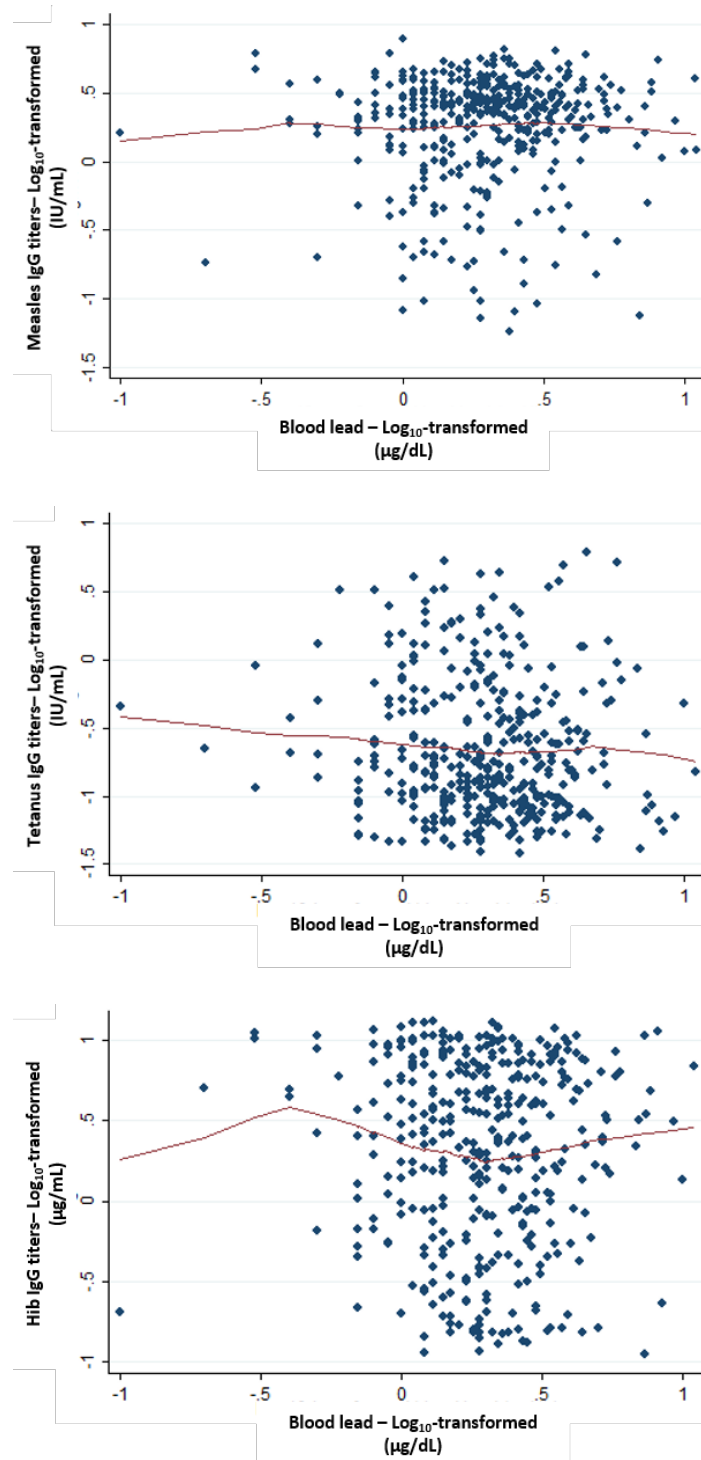 Measles IgG titers– Log₁₀-transformed
(IU/mL)
1
.5
0
-.5
-1
-1.5
-1 -.5 0 .5 1
Blood lead – Log₁₀-transformed
(µg/dL)
Tetanus IgG titers– Log₁₀-transformed
(IU/mL)
1
.5
0
-.5
-1
-1.5
-1 -.5 0 .5 1
Blood lead – Log₁₀-transformed
(µg/dL)
Hib IgG titers– Log₁₀-transformed
(µg/mL)
1
.5
0
-.5
-1
-1 -.5 0 .5 1
Blood lead – Log₁₀-transformed
(µg/dL)